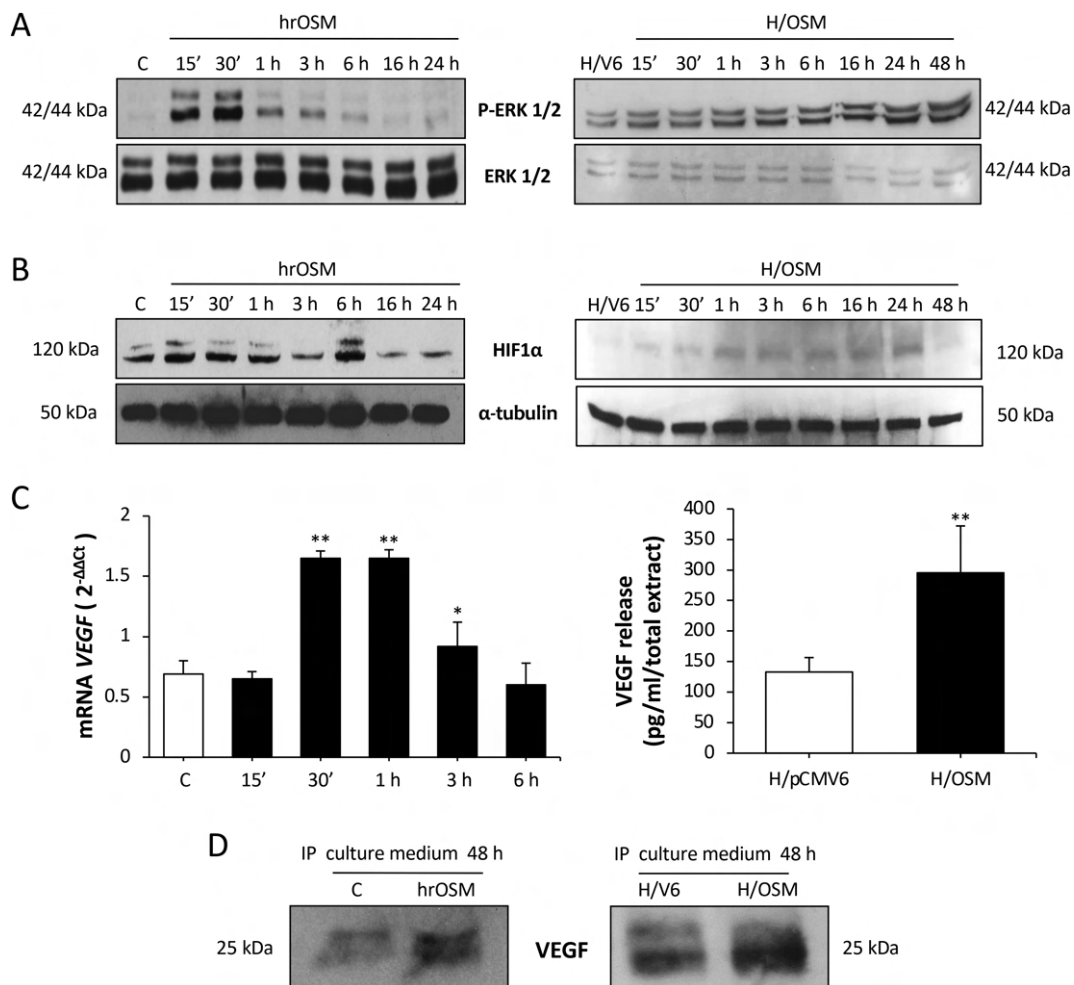 A
hrOSM
H/OSM
C 15’ 30’ 1 h 3 h 6 h 16 h 24 h
H/V6 15’ 30’ 1 h 3 h 6 h 16 h 24 h 48 h
42/44 kDa P-ERK 1/2 42/44 kDa
42/44 kDa ERK 1/2 42/44 kDa
B
hrOSM
H/OSM
C 15’ 30’ 1 h 3 h 6 h 16 h 24 h
H/V6 15’ 30’ 1 h 3 h 6 h 16 h 24 h 48 h
120 kDa HIF1α 120 kDa
50 kDa α-tubulin 50 kDa
C
mRNA VEGF ( 2-ΔΔCt)
2
1.5
1
0.5
0
** ** *
C 15’ 30’ 1 h 3 h 6 h
VEGF release
(pg/ml/total extract)
400
350
300
250
200
150
100
50
0
**
H/pCMV6 H/OSM
D
IP culture medium 48 h
C hrOSM
IP culture medium 48 h
H/V6 H/OSM
25 kDa VEGF 25 kDa